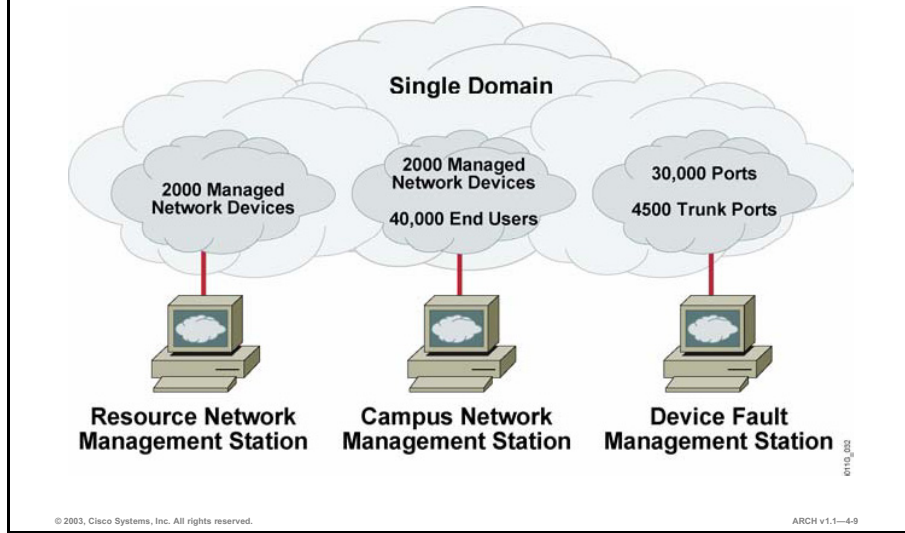 Single Domain
2000 Managed
Network Devices
2000 Managed
Network Devices
40,000 End Users
30,000 Ports
4500 Trunk Ports
Resource Network
Management Station
Campus Network
Management Station
Device Fault
Management Station
i0110_032
© 2003, Cisco Systems, Inc. All rights reserved.
ARCH v1.1—4-9